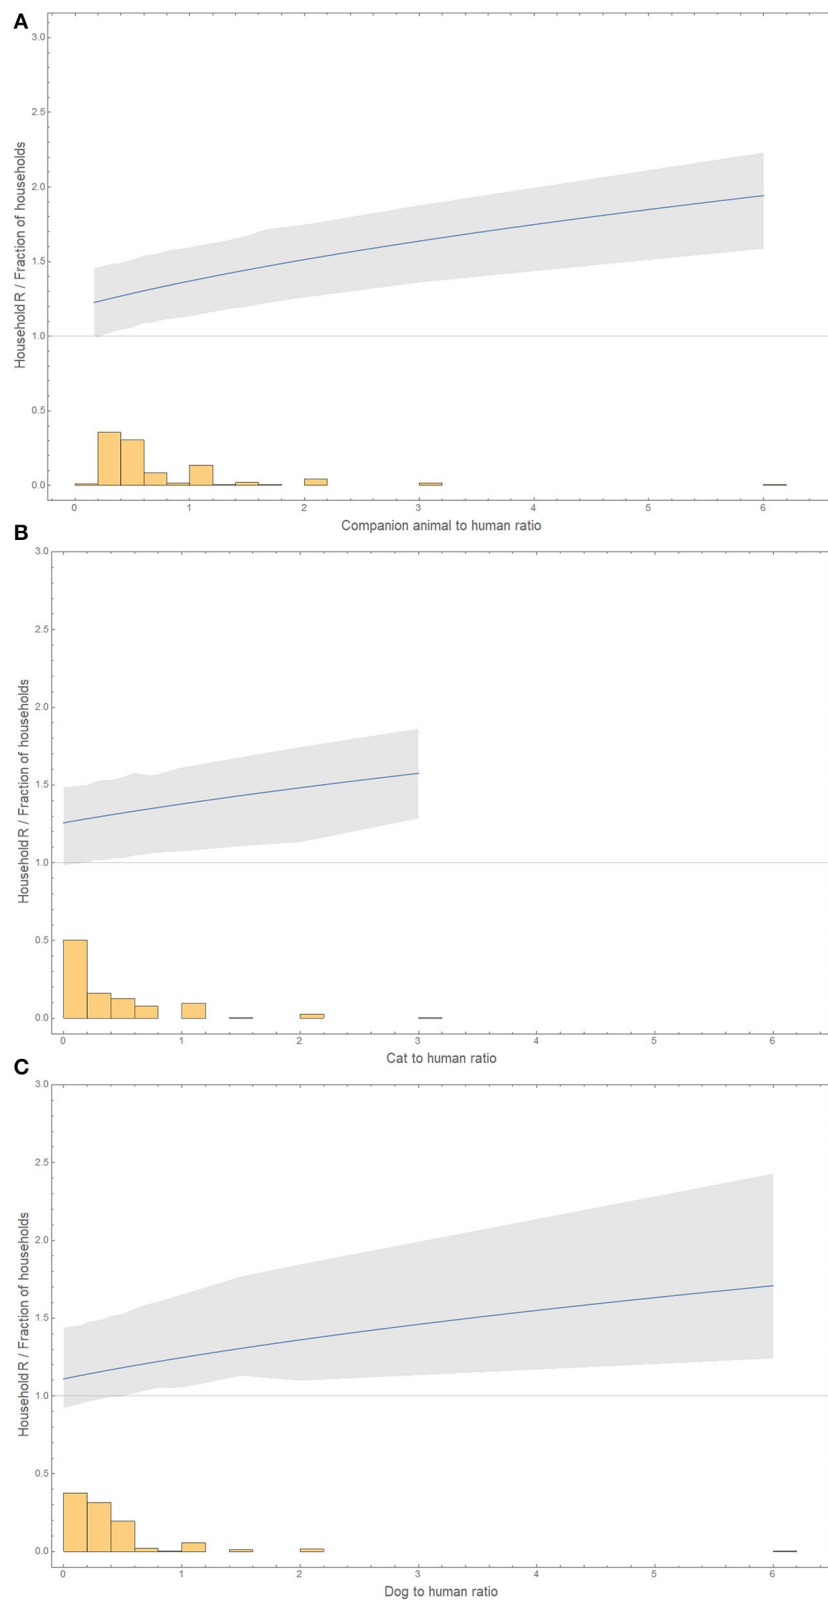 A
3.0
2.5
2.0
1.5
1.0
0.5
0.0
Household R / Fraction of households
0 1 2 3 4 5 6
Companion animal to human ratio
B
3.0
2.5
2.0
1.5
1.0
0.5
0.0
Household R / Fraction of households
0 1 2 3 4 5 6
Cat to human ratio
C
3.0
2.5
2.0
1.5
1.0
0.5
0.0
Household R / Fraction of households
0 1 2 3 4 5 6
Dog to human ratio